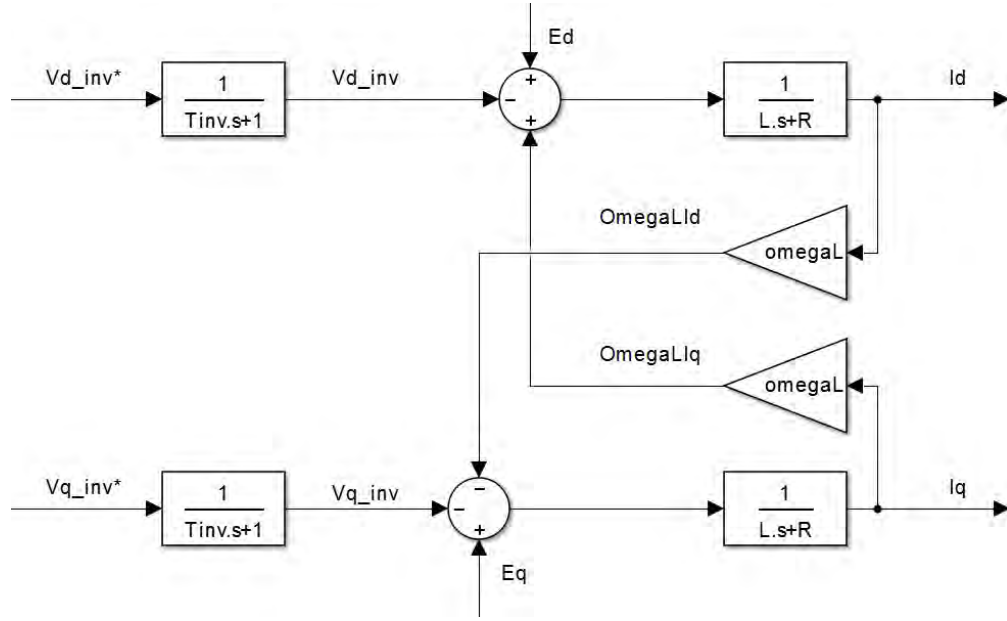 Ed
Vd_inv*
1
Tinv.s+1
Vd_inv
+
−
+
1
L.s+R
Id
OmegaLId
omegaL
OmegaLIq
omegaL
Vq_inv*
1
Tinv.s+1
Vq_inv
−
−
+
1
L.s+R
Iq
Eq